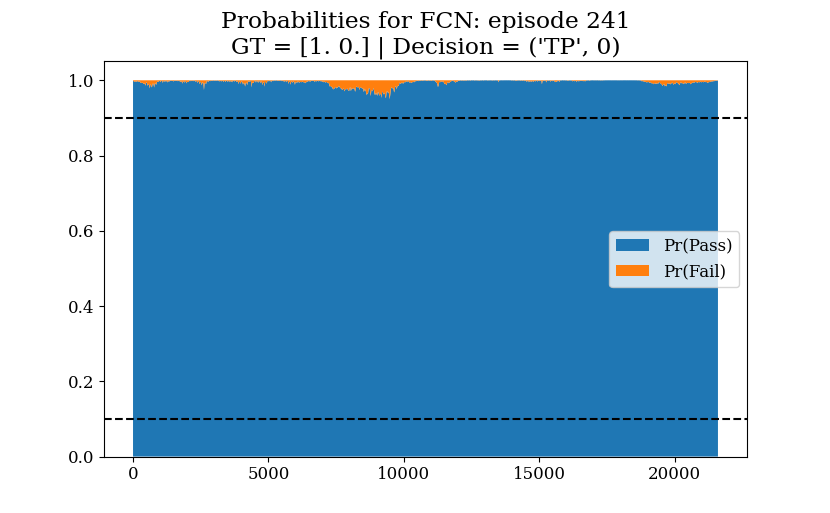 Probabilities for FCN: episode 241
GT = [1. 0.] | Decision = ('TP', 0)
1.0
0.8
0.6
0.4
0.2
0.0
Pr(Pass)
Pr(Fail)
0
5000
10000
15000
20000